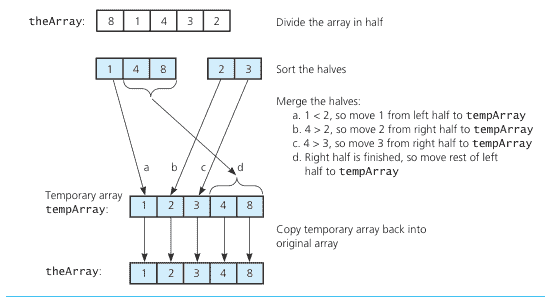 theArray: 8 1 4 3 2 Divide the array in half
1 4 8 2 3 Sort the halves
Merge the halves:
a. 1 < 2, so move 1 from left half to tempArray
b. 4 > 2, so move 2 from right half to tempArray
c. 4 > 3, so move 3 from right half to tempArray
d. Right half is finished, so move rest of left
half to tempArray
a b c d
Temporary array
tempArray: 1 2 3 4 8
Copy temporary array back into
original array
theArray: 1 2 3 4 8